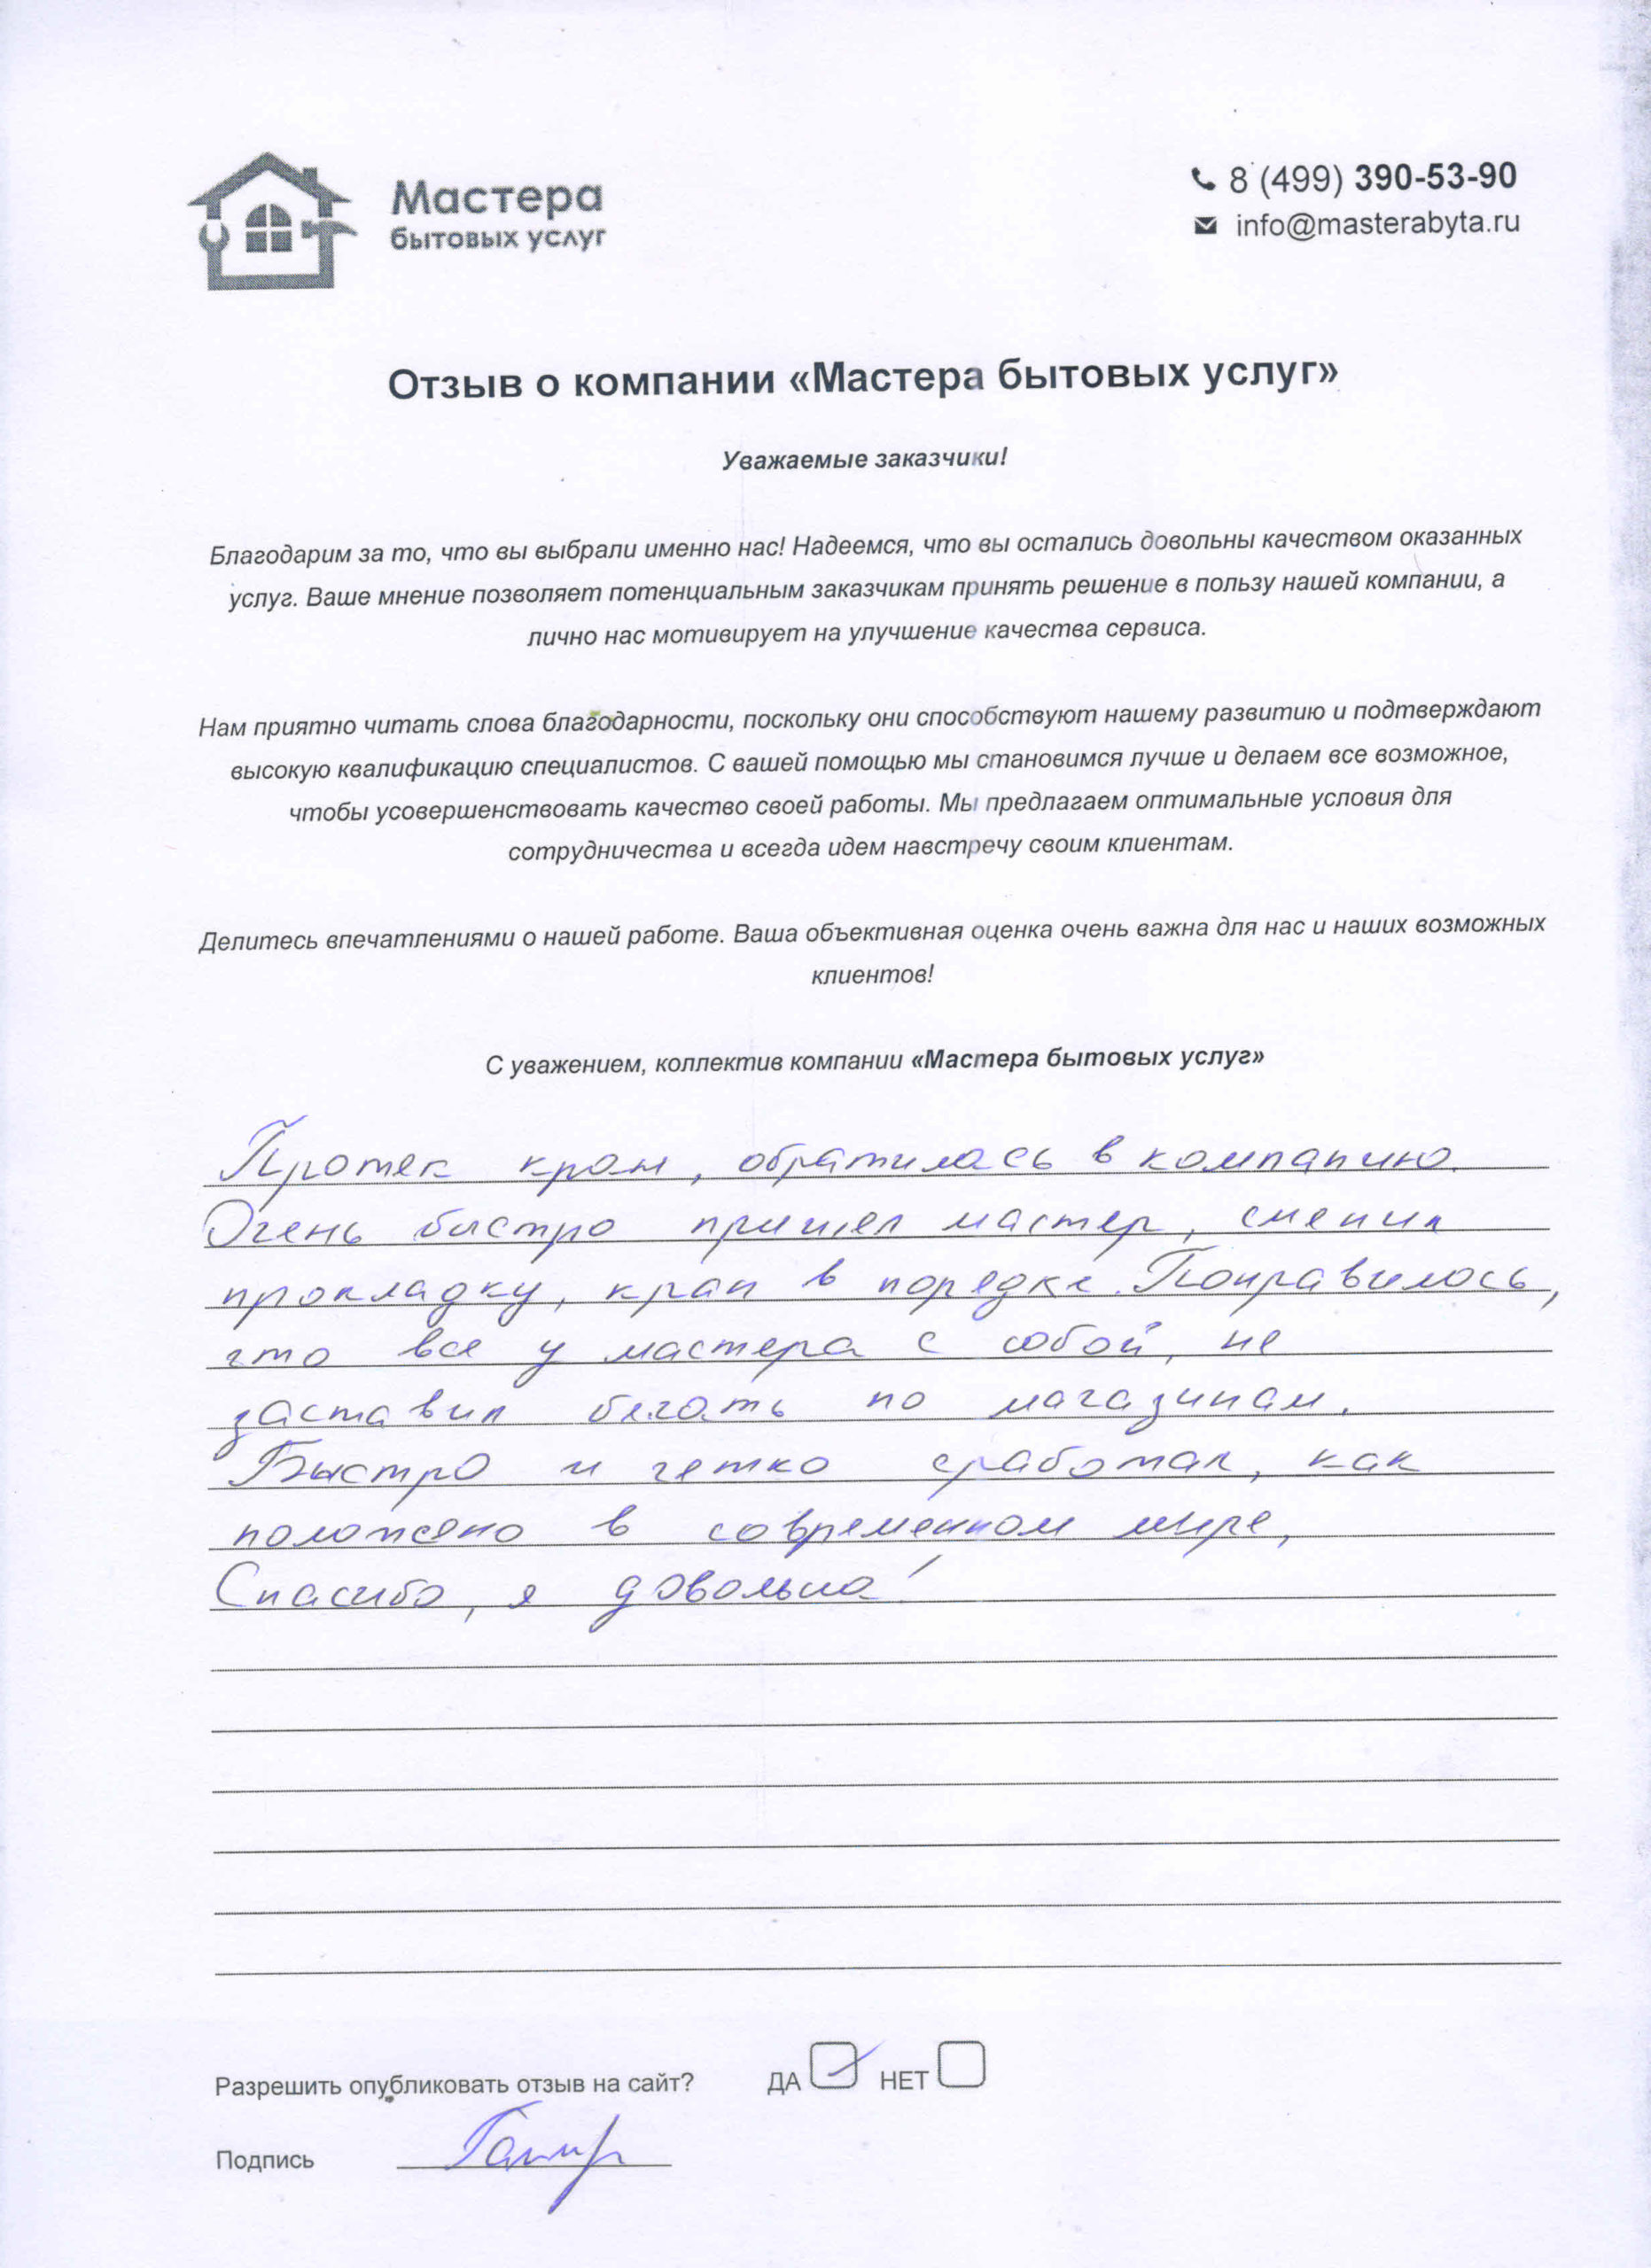 Мастера
бытовых услуг
8 (499) 390-53-90
info@masterabyta.ru
Отзыв о компании «Мастера бытовых услуг»
Уважаемые заказчики!
Благодарим за то, что вы выбрали именно нас! Надеемся, что вы остались довольны качеством оказанных
услуг. Ваше мнение позволяет потенциальным заказчикам принять решение в пользу нашей компании, а
лично нас мотивирует на улучшение качества сервиса.
Нам приятно читать слова благодарности, поскольку они способствуют нашему развитию и подтверждают
высокую квалификацию специалистов. С вашей помощью мы становимся лучше и делаем все возможное,
чтобы усовершенствовать качество своей работы. Мы предлагаем оптимальные условия для
сотрудничества и всегда идем навстречу своим клиентам.
Делитесь впечатлениями о нашей работе. Ваша объективная оценка очень важна для нас и наших возможных
клиентов!
С уважением, коллектив компании «Мастера бытовых услуг»
Протек кран, обратилась в компанию.
Очень быстро пришел мастер, сменил
прокладку, кран в порядке. Понравилось,
что все у мастера с собой, не
заставил бегать по магазинам.
Быстро и четко сработал, как
положено в современном мире,
Спасибо, я довольна!
Разрешить опубликовать отзыв на сайт? ДА НЕТ
Подпись